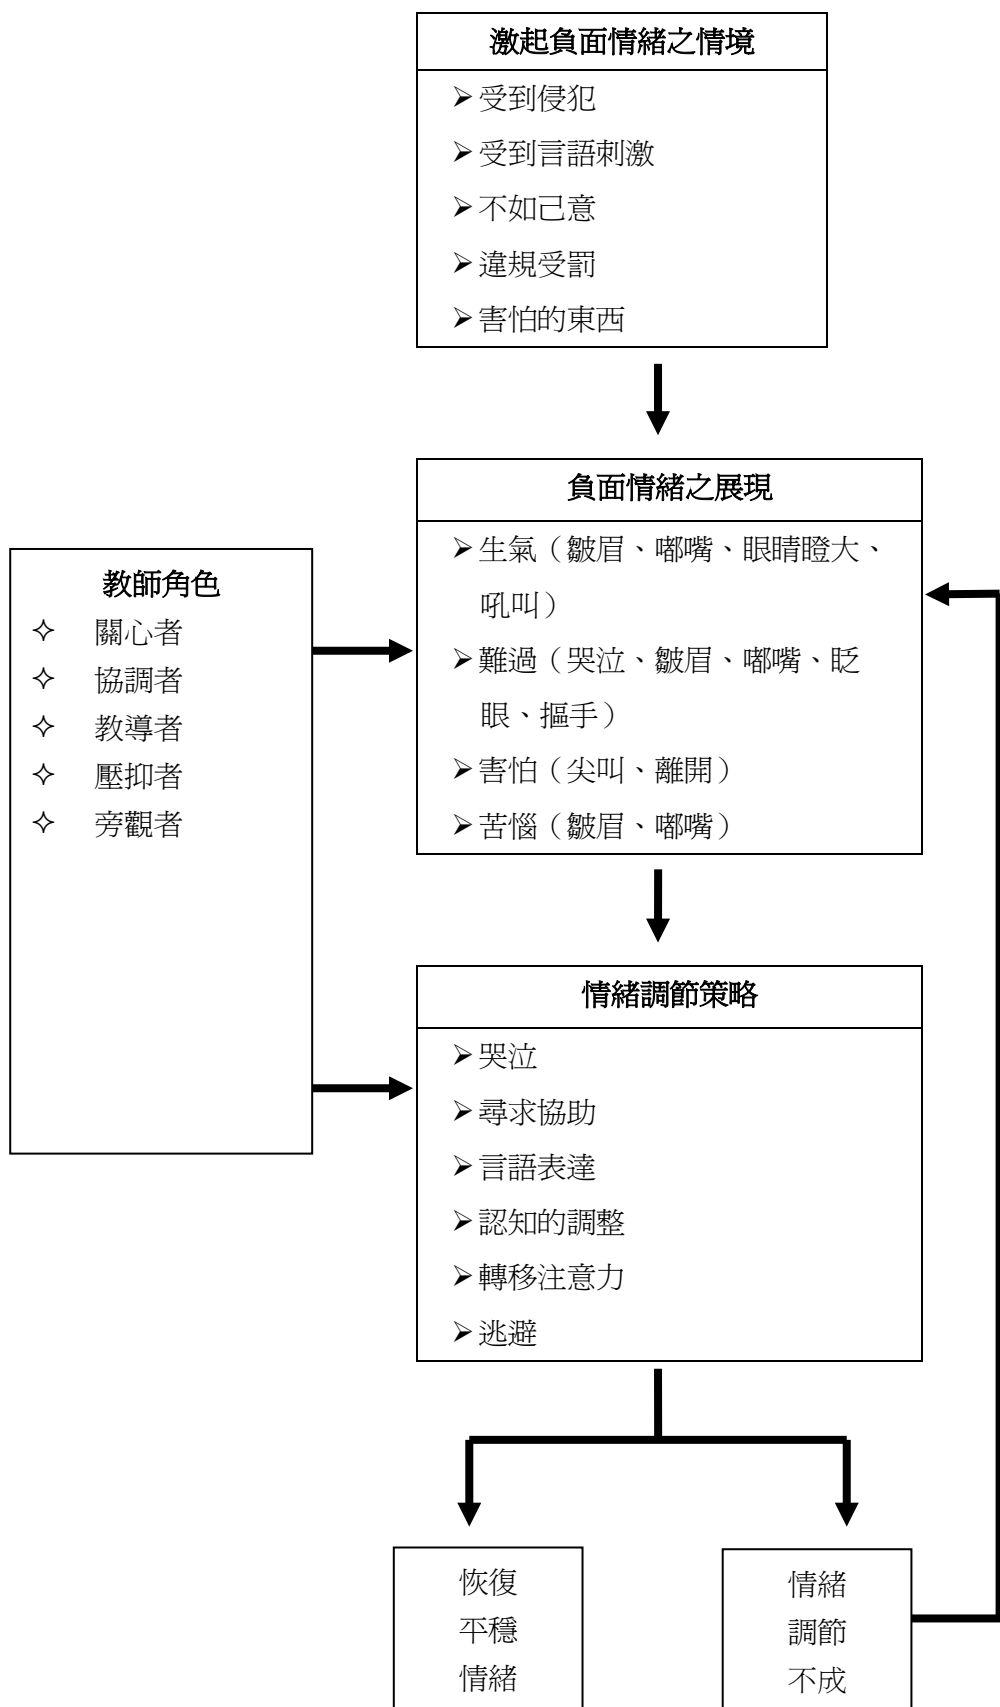 激起負面情緒之情境
➢受到侵犯
➢受到言語刺激
➢不如己意
➢違規受罰
➢害怕的東西
負面情緒之展現
➢生氣（皺眉、嘟嘴、眼睛瞪大、
吼叫）
➢難過（哭泣、皺眉、嘟嘴、眨
眼、摳手）
➢害怕（尖叫、離開）
➢苦惱（皺眉、嘟嘴）
教師角色
✧ 關心者
✧ 協調者
✧ 教導者
✧ 壓抑者
✧ 旁觀者
情緒調節策略
➢哭泣
➢尋求協助
➢言語表達
➢認知的調整
➢轉移注意力
➢逃避
恢復
平穩
情緒
情緒
調節
不成